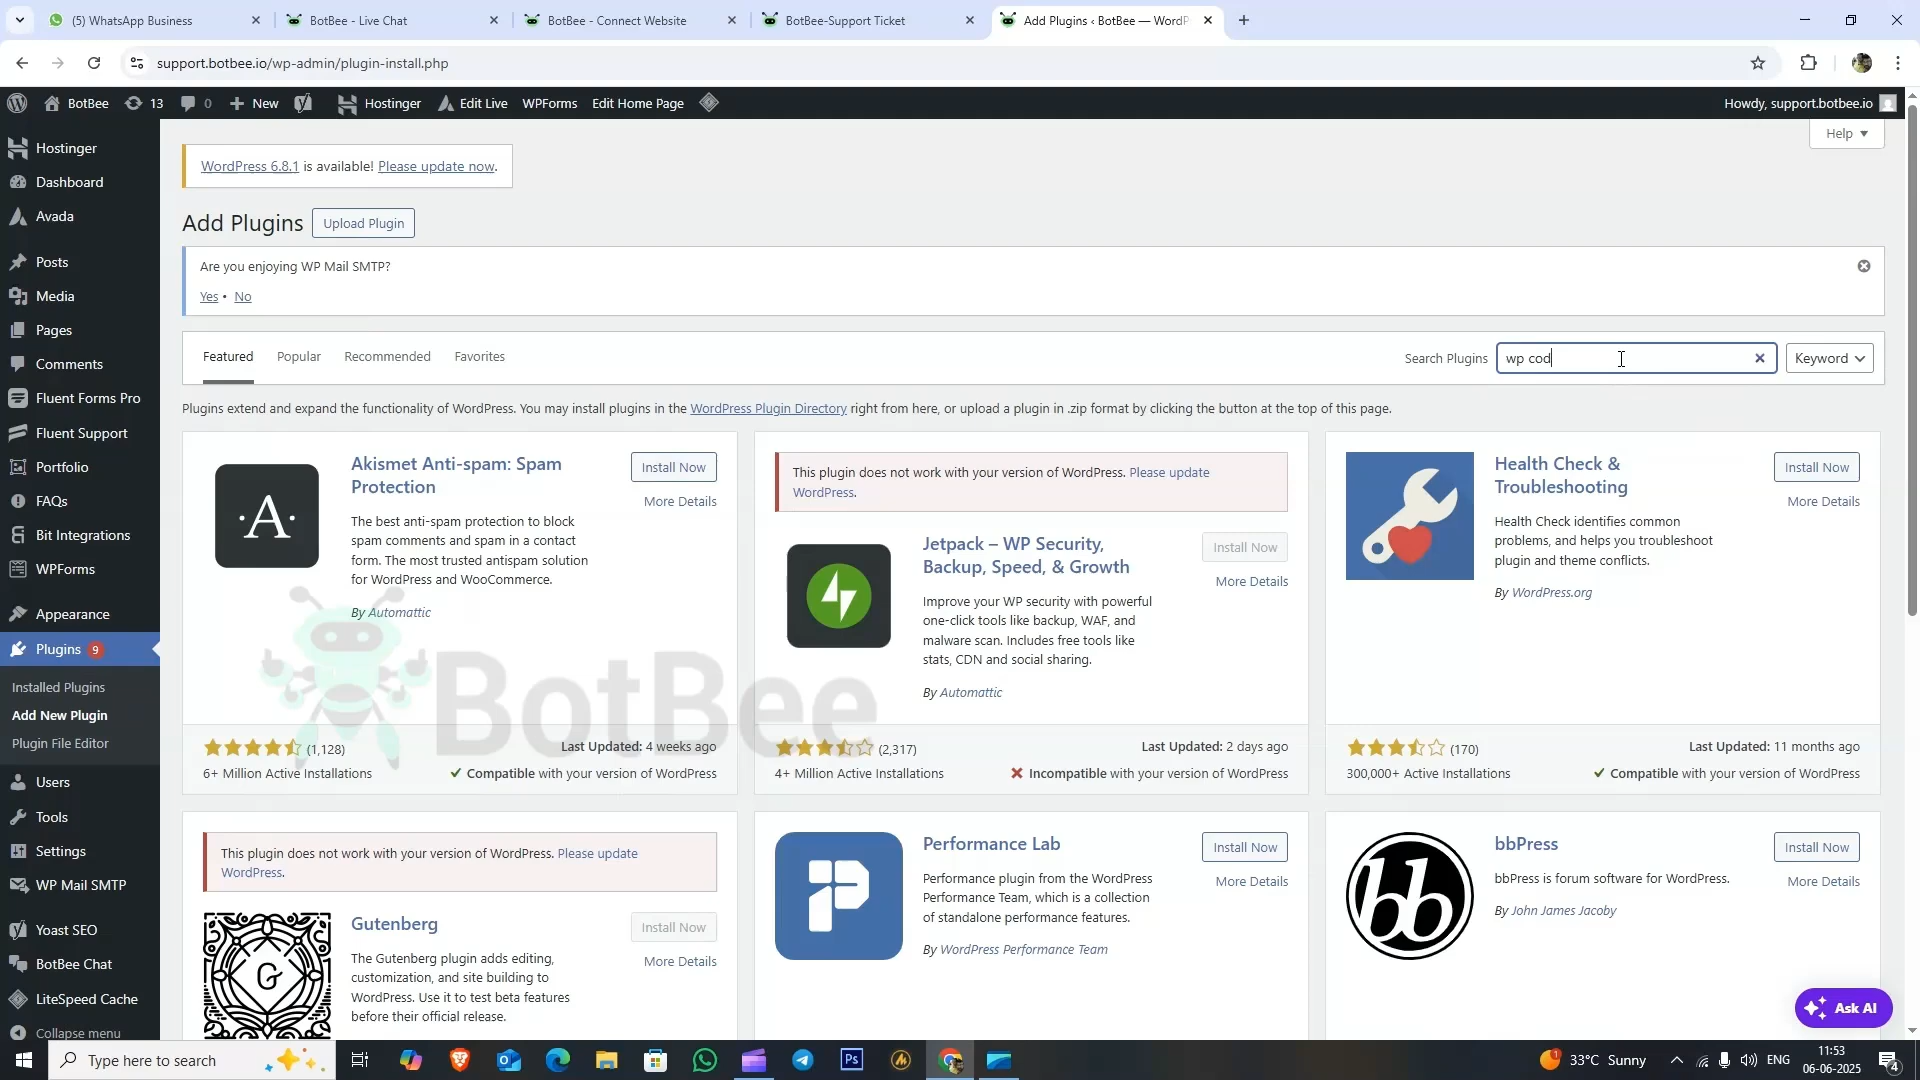 (5) WhatsApp Business
BotBee - Live Chat
BotBee - Connect Website
BotBee-Support Ticket
Add Plugins ‹ BotBee — WordP
support.botbee.io/wp-admin/plugin-install.php
BotBee
13
0
New
Hostinger
Edit Live
WPForms
Edit Home Page
Howdy, support.botbee.io
Help
Hostinger
Dashboard
Avada
Posts
Media
Pages
Comments
Fluent Forms Pro
Fluent Support
Portfolio
FAQs
Bit Integrations
WPForms
Appearance
Plugins 9
Installed Plugins
Add New Plugin
Plugin File Editor
Users
Tools
Settings
WP Mail SMTP
Yoast SEO
BotBee Chat
LiteSpeed Cache
Collapse menu
WordPress 6.8.1 is available! Please update now.
Add Plugins
Upload Plugin
Are you enjoying WP Mail SMTP?
Yes • No
Featured
Popular
Recommended
Favorites
Search Plugins
wp cod
Keyword
Plugins extend and expand the functionality of WordPress. You may install plugins in the WordPress Plugin Directory right from here, or upload a plugin in .zip format by clicking the button at the top of this page.
A
Akismet Anti-spam: Spam
Protection
Install Now
More Details
The best anti-spam protection to block
spam comments and spam in a contact
form. The most trusted antispam solution
for WordPress and WooCommerce.
By Automattic
(1,128)
6+ Million Active Installations
Last Updated: 4 weeks ago
Compatible with your version of WordPress
This plugin does not work with your version of WordPress. Please update
WordPress.
Jetpack – WP Security,
Backup, Speed, & Growth
Install Now
More Details
Improve your WP security with powerful
one-click tools like backup, WAF, and
malware scan. Includes free tools like
stats, CDN and social sharing.
By Automattic
(2,317)
4+ Million Active Installations
Last Updated: 2 days ago
Incompatible with your version of WordPress
Health Check &
Troubleshooting
Install Now
More Details
Health Check identifies common
problems, and helps you troubleshoot
plugin and theme conflicts.
By WordPress.org
(170)
300,000+ Active Installations
Last Updated: 11 months ago
Compatible with your version of WordPress
BotBee
This plugin does not work with your version of WordPress. Please update
WordPress.
G
Gutenberg
Install Now
More Details
The Gutenberg plugin adds editing,
customization, and site building to
WordPress. Use it to test beta features
before their official release.
Performance Lab
Install Now
More Details
Performance plugin from the WordPress
Performance Team, which is a collection
of standalone performance features.
By WordPress Performance Team
bb
bbPress
Install Now
More Details
bbPress is forum software for WordPress.
By John James Jacoby
Ask AI
Type here to search
Ps
1
33°C Sunny
ENG
11:53
06-06-2025
4